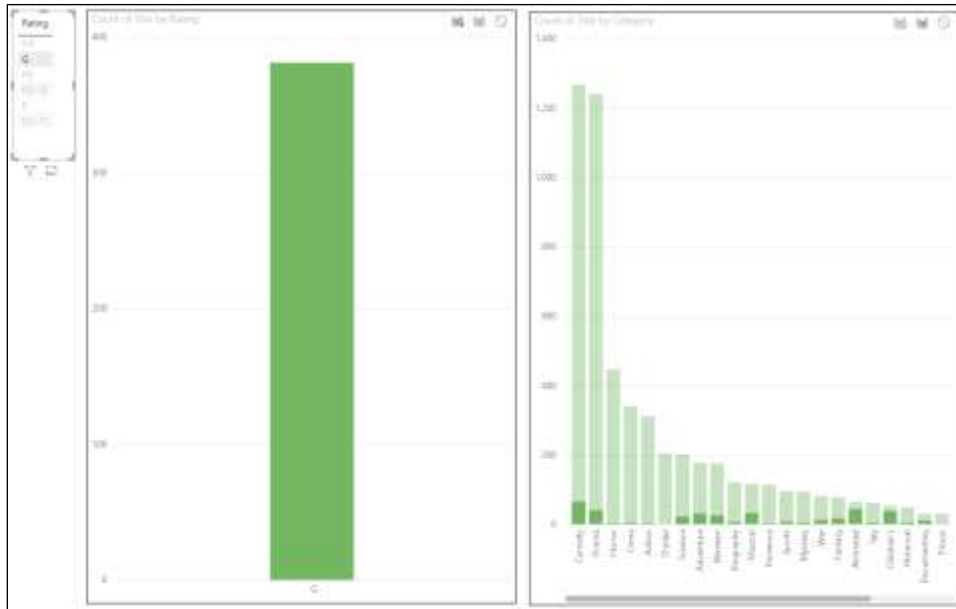 Rating
G
Count of Title by Rating
400
300
200
100
0
G
Count of Title by Category
1,400
1,200
1,000
800
600
400
200
0
Comedy
Drama
Horror
Crime
Action
Thriller
Science
Adventure
Western
Biography
Musical
Romance
Sports
Mystery
War
Fantasy
Animated
Spy
Children's
Historical
Documentary